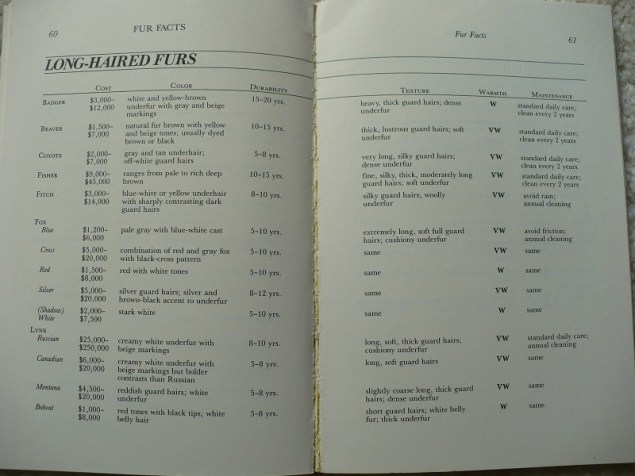 60
FUR FACTS
LONG-HAIRED FURS
COST COLOR DURABILITY
BADGER $3,000– white and yellow-brown 15–20 yrs.
$12,000 underfur with gray and beige
markings
BEAVER $1,500– natural fur brown with yellow 10–15 yrs.
$7,000 and beige tones; usually dyed
brown or black
COYOTE $2,000– gray and tan underhair; 5–8 yrs.
$7,000 off-white guard hairs
FISHER $9,000– ranges from pale to rich deep 10–15 yrs.
$45,000 brown
FITCH $3,000– blue-white or yellow underhair 8–10 yrs.
$14,000 with sharply contrasting dark
guard hairs
FOX
Blue $1,200– pale gray with blue-white cast 5–10 yrs.
$6,000
Cross $5,000– combination of red and gray fox 5–10 yrs.
$20,000 with black-cross pattern
Red $1,500– red with white tones 5–10 yrs.
$8,000
Silver $5,000– silver guard hairs; silver and 8–12 yrs.
$20,000 brown-black accent to underfur
(Shadow) $2,000– stark white 5–10 yrs.
White $7,500
LYNX
Russian $25,000– creamy white underfur with 8–10 yrs.
$250,000 beige markings
Canadian $6,000– creamy white underfur with 5–8 yrs.
$20,000 beige markings but bolder
contrasts than Russian
Montana $4,500– reddish guard hairs; white 5–8 yrs.
$20,000 underfur
Bobcat $1,000– red tones with black tips; white 5–8 yrs.
$8,000 belly hair
Fur Facts
61
TEXTURE WARMTH MAINTENANCE
heavy, thick guard hairs; dense W standard daily care;
underfur clean every 2 years
thick, lustrous guard hairs; soft VW standard daily care;
underfur clean every 2 years
very long, silky guard hairs; VW standard daily care;
dense underfur clean every 2 years
fine, silky, thick, moderately long VW standard daily care;
guard hairs, soft underfur clean every 2 years
silky guard hairs; woolly W avoid rain;
underfur annual cleaning
extremely long, soft full guard VW avoid friction;
hairs; cushiony underfur annual cleaning
same VW same
same W same
same VW same
same W same
long, soft, thick guard hairs; VW standard daily care;
cushiony underfur annual cleaning
long, soft guard hairs VW same
slightly coarse long, thick guard VW same
hairs; dense underfur
short guard hairs; white belly W same
fur; thick underfur